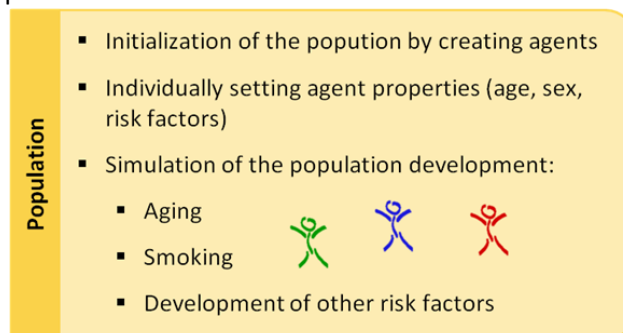 Population
▪ Initialization of the popution by creating agents
▪ Individually setting agent properties (age, sex,
risk factors)
▪ Simulation of the population development:
▪ Aging
▪ Smoking
▪ Development of other risk factors